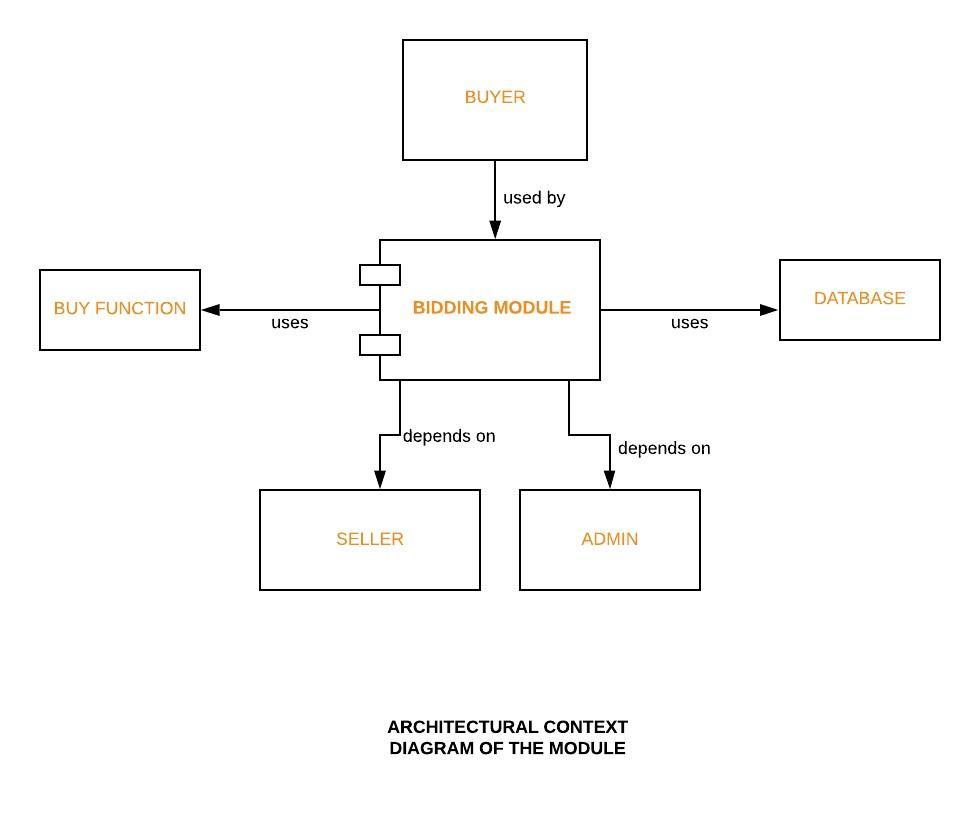 BUYER
used by
BUY FUNCTION
uses
BIDDING MODULE
uses
DATABASE
depends on
depends on
SELLER
ADMIN
ARCHITECTURAL CONTEXT
DIAGRAM OF THE MODULE